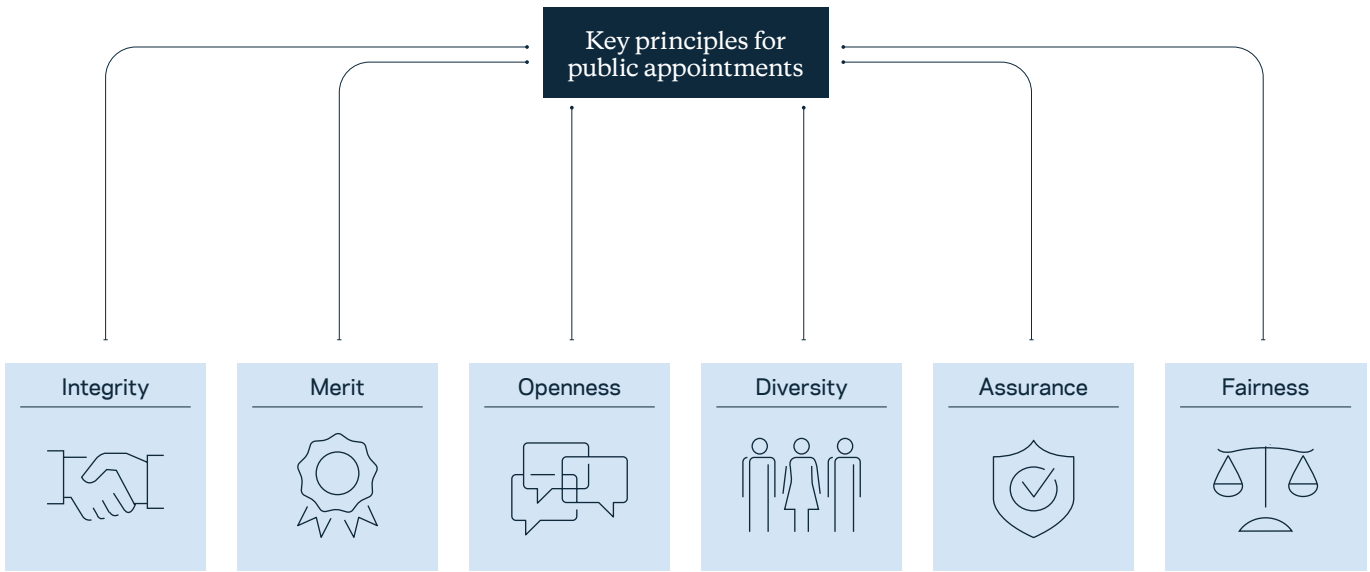 Key principles for
public appointments
Integrity
Merit
Openness
Diversity
Assurance
Fairness